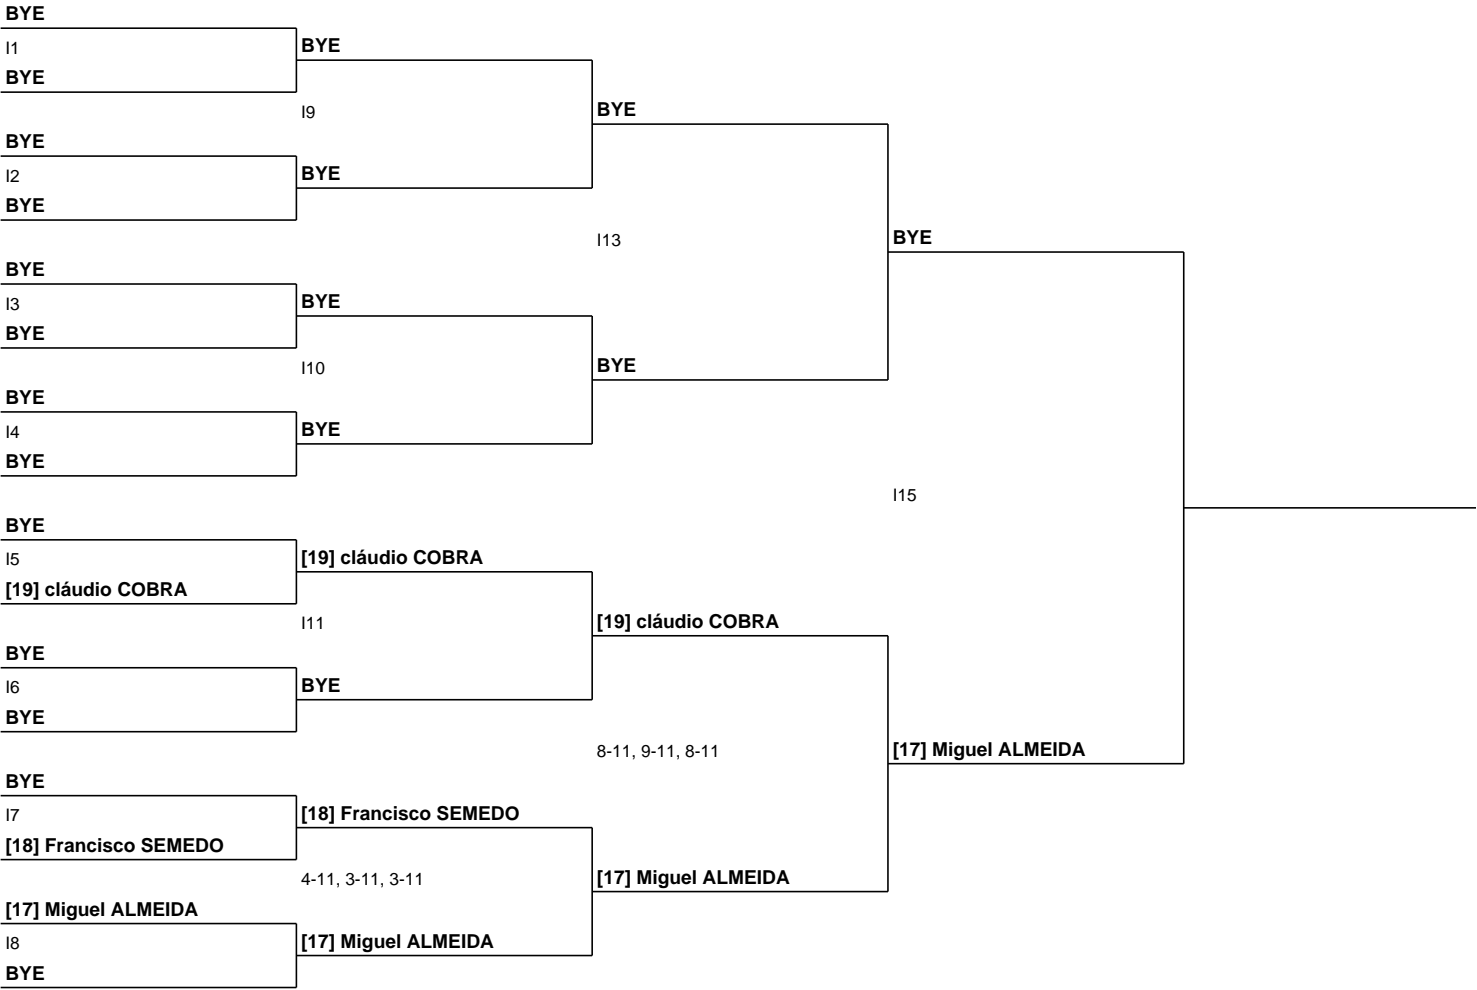 BYE
I1
BYE
BYE
I9
BYE
BYE
I2
BYE
BYE
I13
BYE
BYE
I3
BYE
BYE
I10
BYE
BYE
I4
BYE
BYE
I15
BYE
I5
[19] cláudio COBRA
[19] cláudio COBRA
I11
[19] cláudio COBRA
BYE
I6
BYE
BYE
8-11, 9-11, 8-11
[17] Miguel ALMEIDA
BYE
I7
[18] Francisco SEMEDO
[18] Francisco SEMEDO
4-11, 3-11, 3-11
[17] Miguel ALMEIDA
[17] Miguel ALMEIDA
I8
[17] Miguel ALMEIDA
BYE